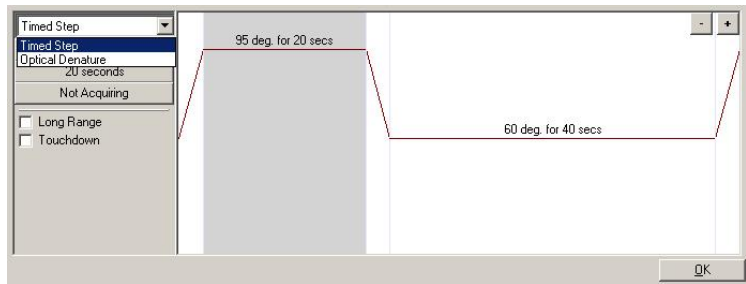 Timed Step
Timed Step
Optical Denature
20 seconds
Not Acquiring
Long Range
Touchdown
95 deg. for 20 secs
60 deg. for 40 secs
- +
OK